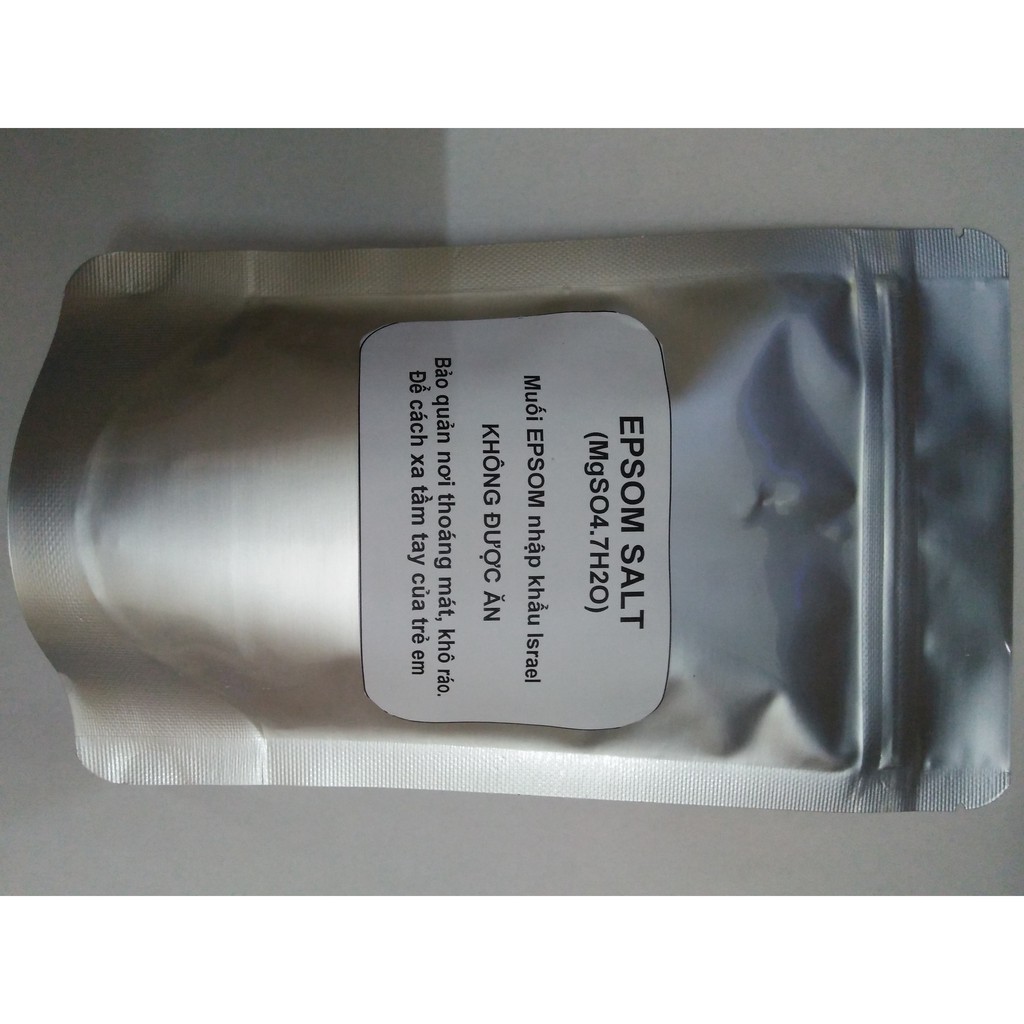 EPSOM SALT
(MgSO4.7H2O)
Muối EPSOM nhập khẩu Israel
KHÔNG ĐƯỢC ĂN
Bảo quản nơi thoáng mát, khô ráo.
Để cách xa tầm tay của trẻ em